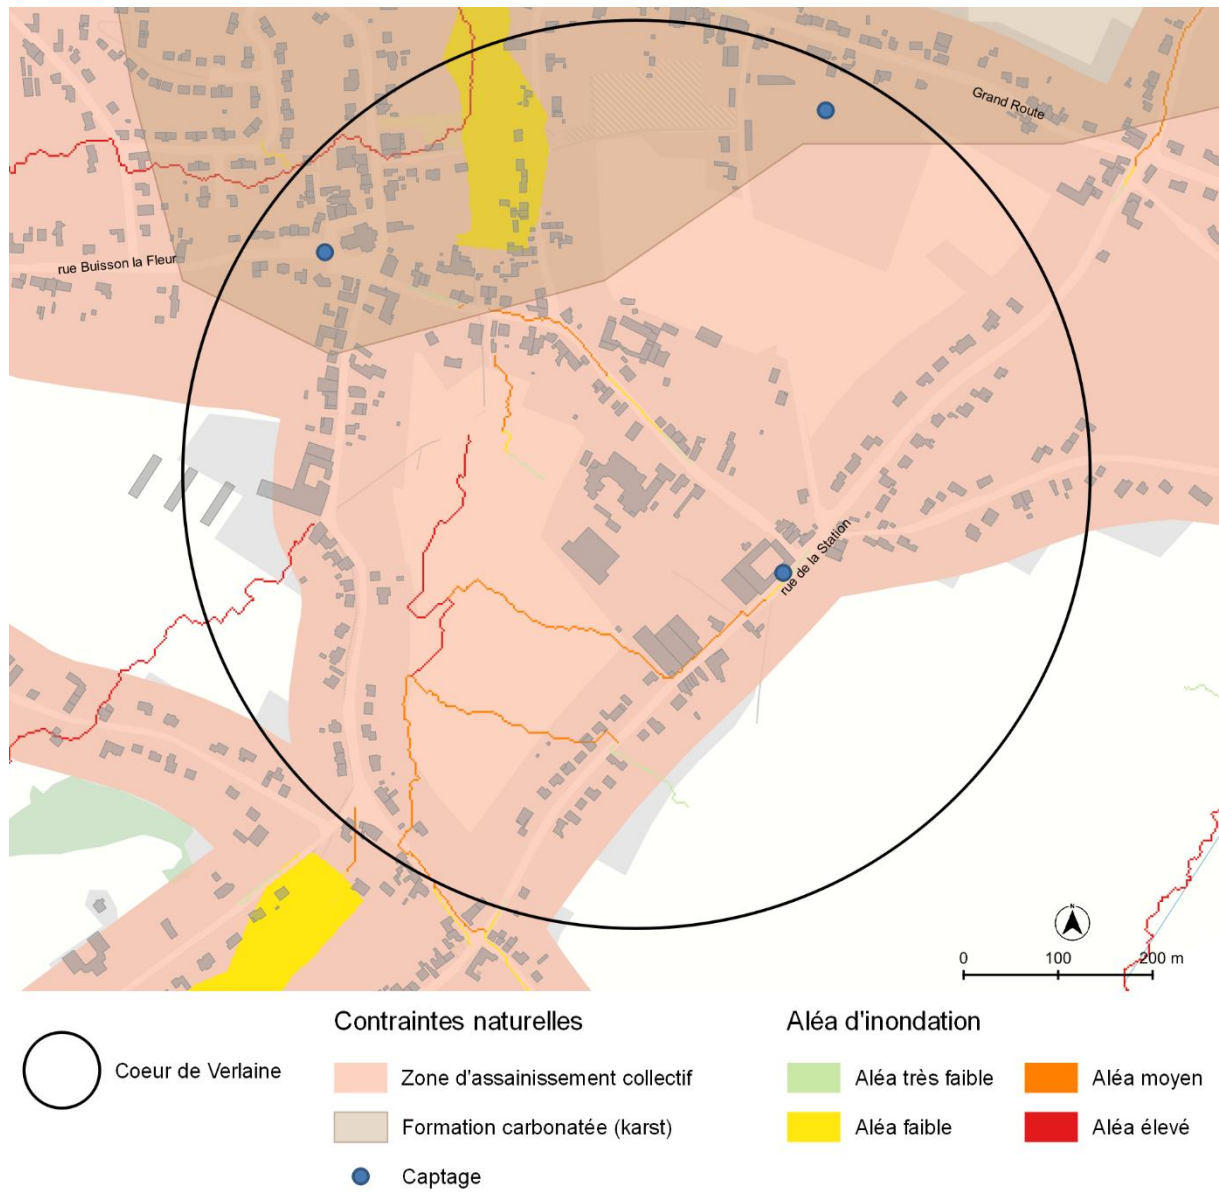 Grand Route
rue Buisson la Fleur
rue de la Station
N
0 100 200 m
Coeur de Verlaine
Contraintes naturelles
Zone d'assainissement collectif
Formation carbonatée (karst)
Captage
Aléa d'inondation
Aléa très faible
Aléa moyen
Aléa faible
Aléa élevé